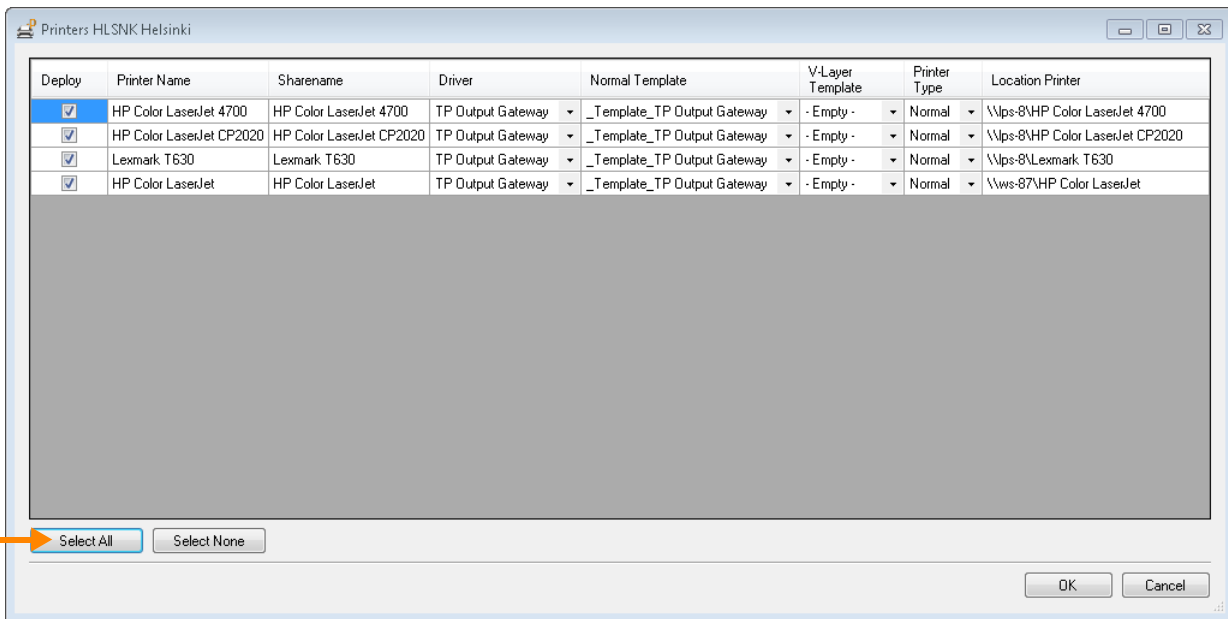 Printers HLSNK Helsinki
Deploy Printer Name Sharename Driver Normal Template V-Layer Template Printer Type Location Printer
HP Color LaserJet 4700 HP Color LaserJet 4700 TP Output Gateway _Template_TP Output Gateway - Empty - Normal \\lps-8\HP Color LaserJet 4700
HP Color LaserJet CP2020 HP Color LaserJet CP2020 TP Output Gateway _Template_TP Output Gateway - Empty - Normal \\lps-8\HP Color LaserJet CP2020
Lexmark T630 Lexmark T630 TP Output Gateway _Template_TP Output Gateway - Empty - Normal \\lps-8\Lexmark T630
HP Color LaserJet HP Color LaserJet TP Output Gateway _Template_TP Output Gateway - Empty - Normal \\ws-87\HP Color LaserJet
Select All Select None
OK Cancel